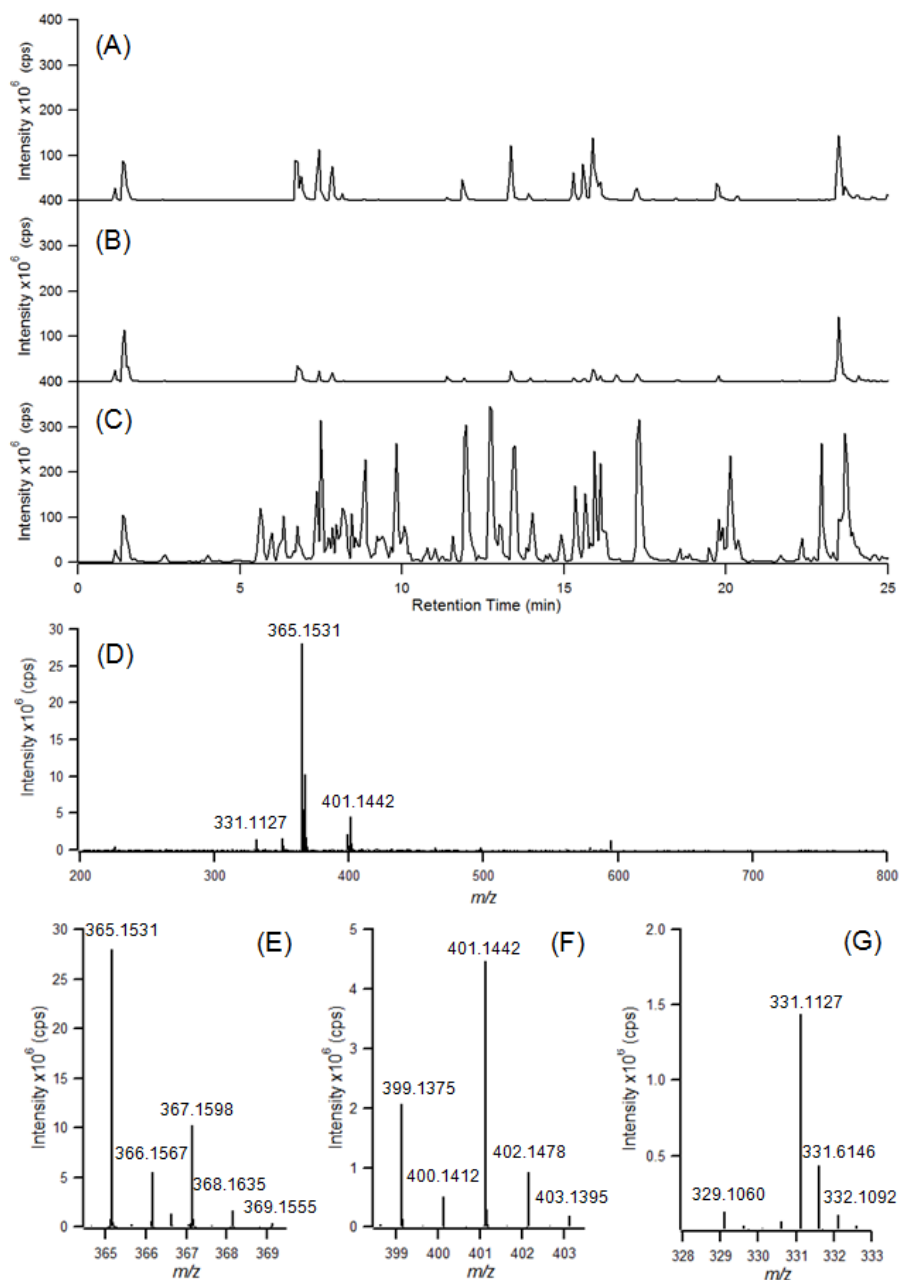 (A)
Intensity x10⁶ (cps)
400
300
200
100
400
(B)
Intensity x10⁶ (cps)
300
200
100
400
(C)
Intensity x10⁶ (cps)
300
200
100
0
0 5 10 15 20 25
Retention Time (min)
(D)
Intensity x10⁶ (cps)
30
25
20
15
10
5
0
365.1531
331.1127
401.1442
200 300 400 500 600 700 800
m/z
(E)
Intensity x10⁶ (cps)
30
25
20
15
10
5
0
365.1531
366.1567
367.1598
368.1635
369.1555
365 366 367 368 369
m/z
(F)
Intensity x10⁶ (cps)
5
4
3
2
1
0
401.1442
399.1375
400.1412
402.1478
403.1395
399 400 401 402 403
m/z
(G)
Intensity x10⁶ (cps)
2.0
1.5
1.0
0.5
331.1127
331.6146
329.1060
332.1092
328 329 330 331 332 333
m/z